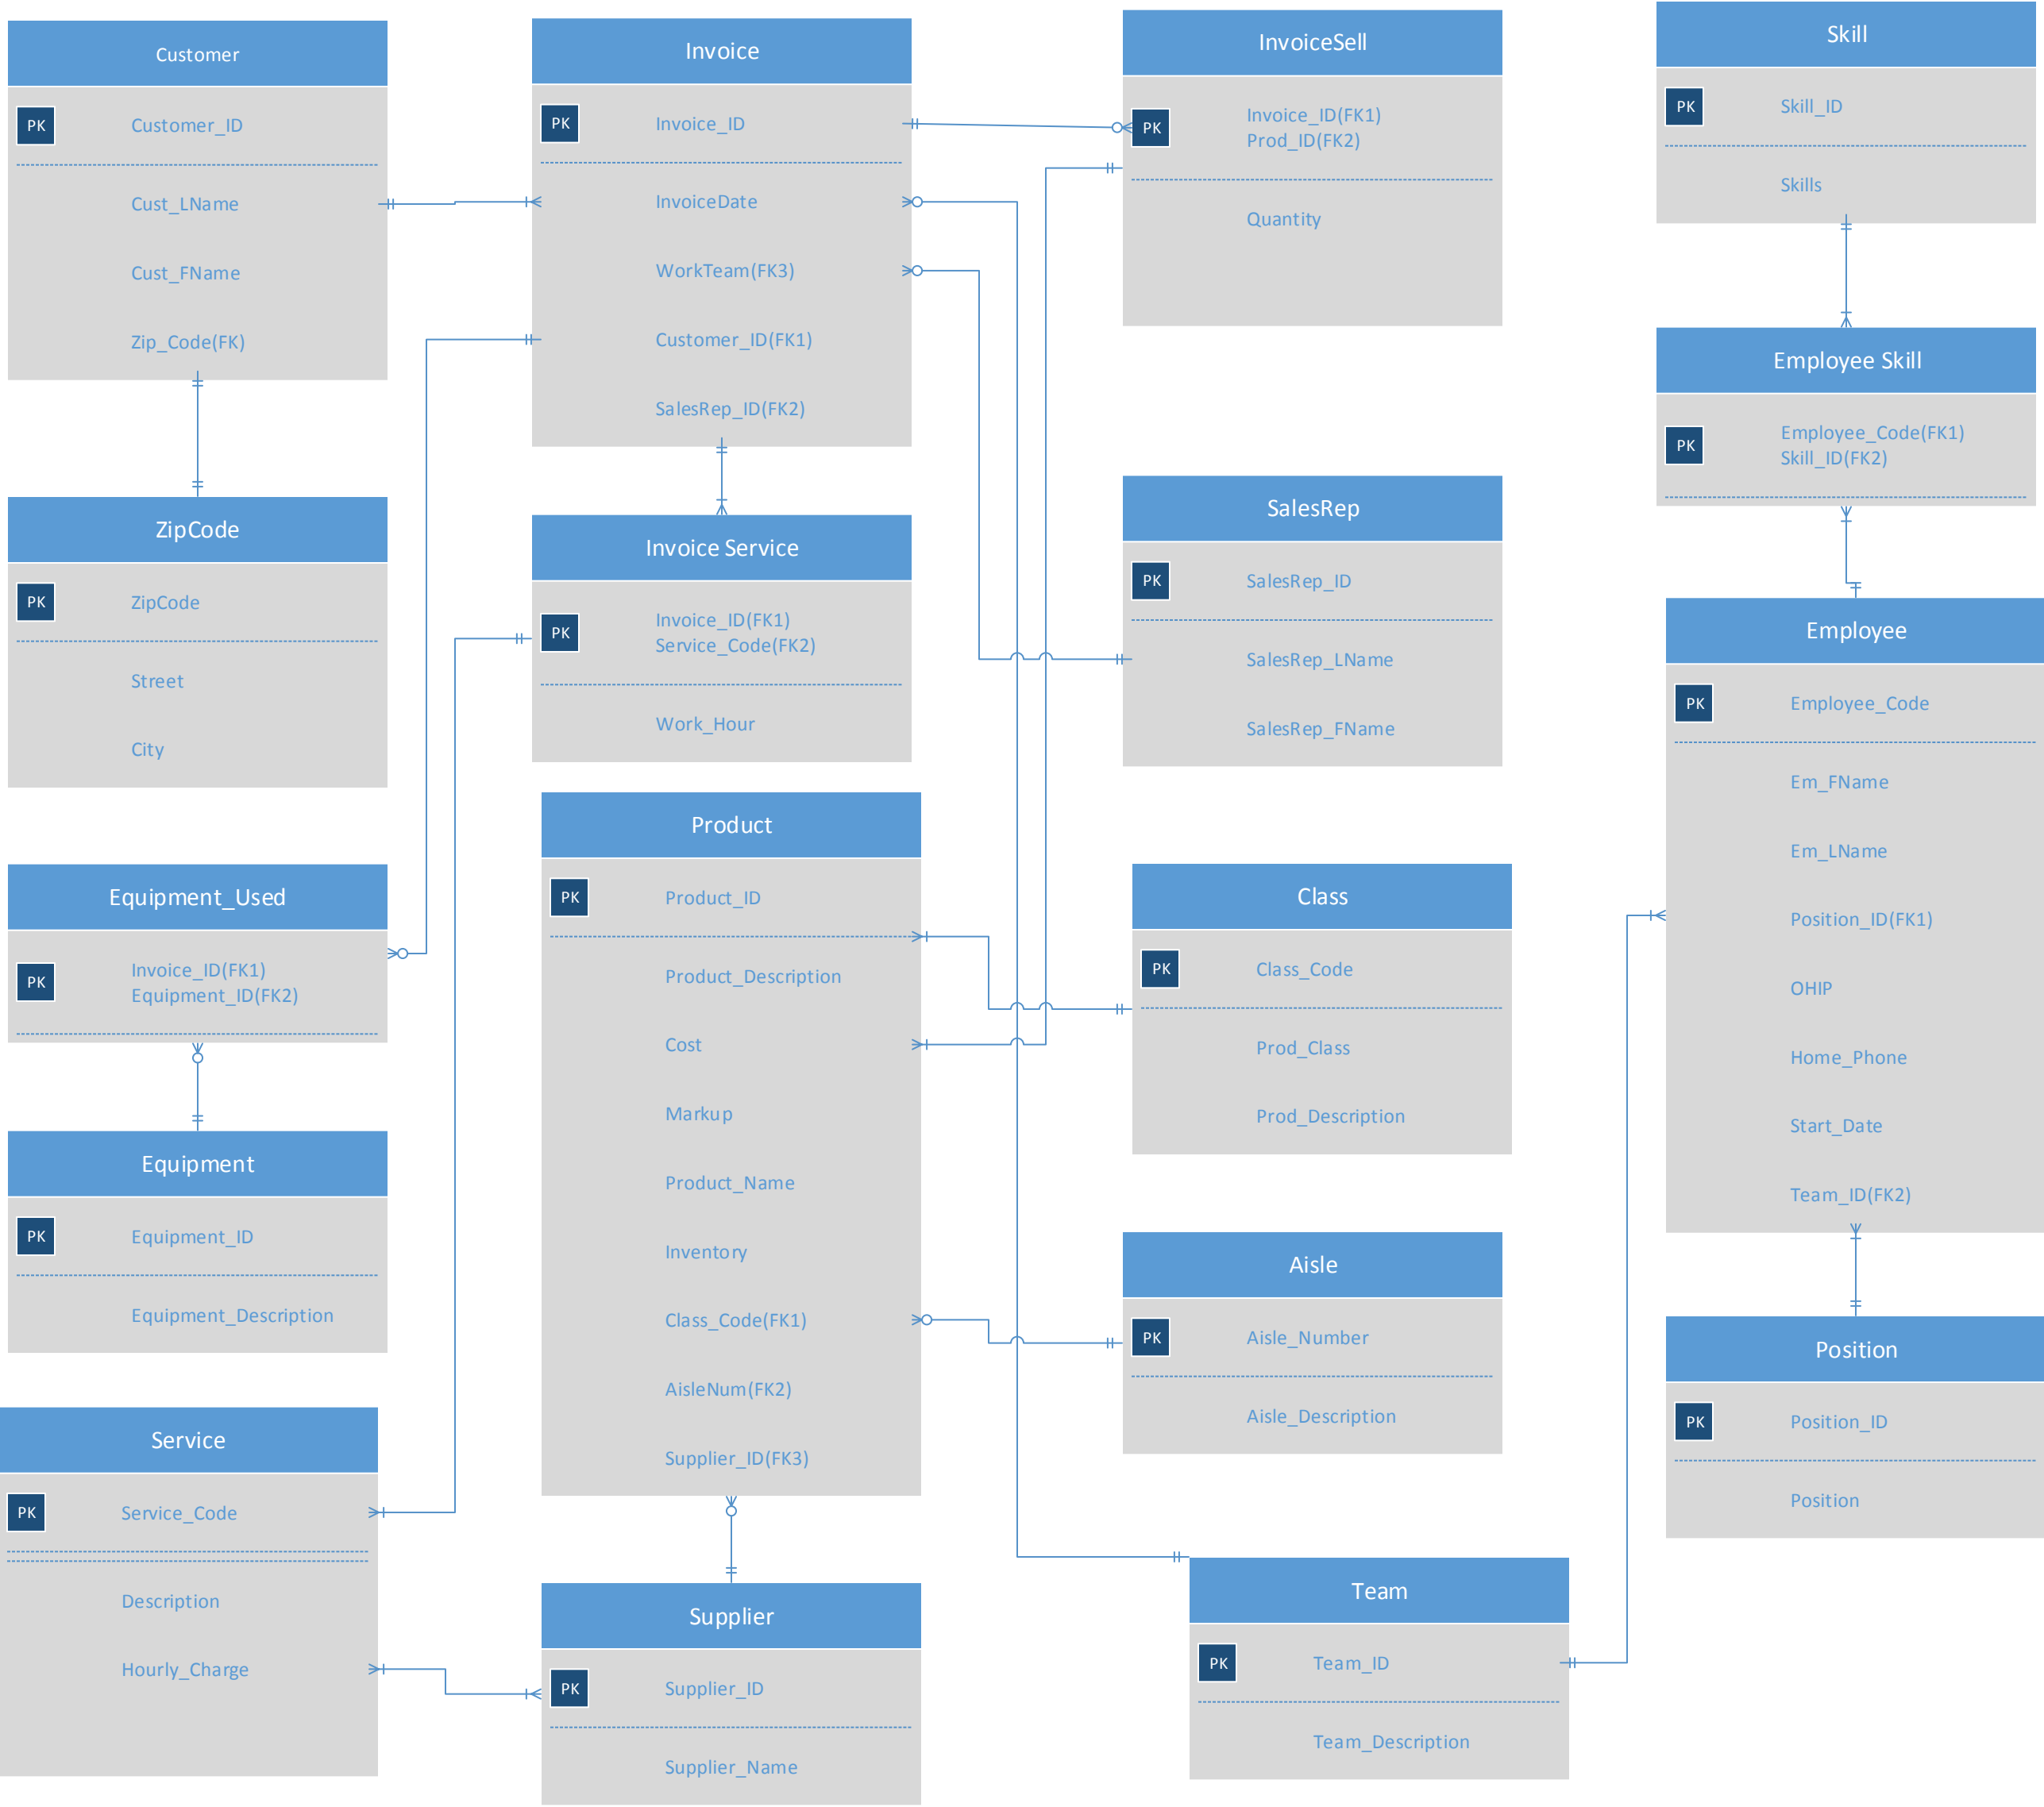 Customer
PK
Customer_ID
Cust_LName
Cust_FName
Zip_Code(FK)
Invoice
PK
Invoice_ID
InvoiceDate
WorkTeam(FK3)
Customer_ID(FK1)
SalesRep_ID(FK2)
InvoiceSell
PK
Invoice_ID(FK1)
Prod_ID(FK2)
Quantity
Skill
PK
Skill_ID
Skills
Employee Skill
PK
Employee_Code(FK1)
Skill_ID(FK2)
ZipCode
PK
ZipCode
Street
City
Invoice Service
PK
Invoice_ID(FK1)
Service_Code(FK2)
Work_Hour
SalesRep
PK
SalesRep_ID
SalesRep_LName
SalesRep_FName
Employee
PK
Employee_Code
Em_FName
Em_LName
Position_ID(FK1)
OHIP
Home_Phone
Start_Date
Team_ID(FK2)
Equipment_Used
PK
Invoice_ID(FK1)
Equipment_ID(FK2)
Product
PK
Product_ID
Product_Description
Cost
Markup
Product_Name
Inventory
Class_Code(FK1)
AisleNum(FK2)
Supplier_ID(FK3)
Class
PK
Class_Code
Prod_Class
Prod_Description
Equipment
PK
Equipment_ID
Equipment_Description
Aisle
PK
Aisle_Number
Aisle_Description
Position
PK
Position_ID
Position
Service
PK
Service_Code
Description
Hourly_Charge
Supplier
PK
Supplier_ID
Supplier_Name
Team
PK
Team_ID
Team_Description